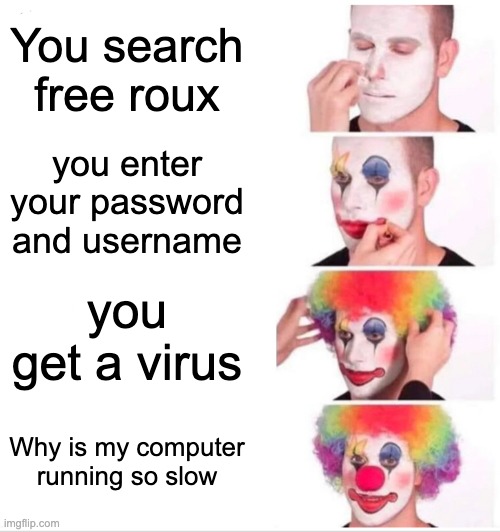 You search
free roux
you enter
your password
and username
you
get a virus
Why is my computer
running so slow
imgflip.com